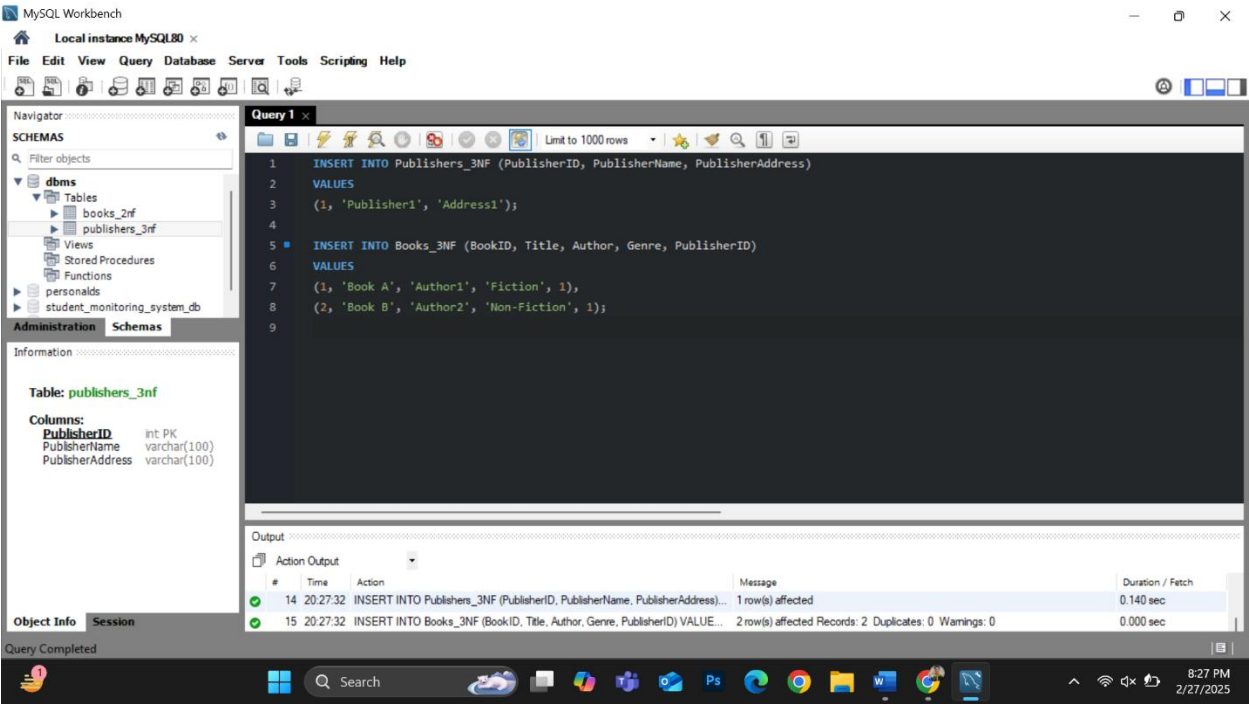 MySQL Workbench
Local instance MySQL80 ×
File Edit View Query Database Server Tools Scripting Help
Navigator
SCHEMAS
Filter objects
dbms
Tables
books_2nf
publishers_3nf
Views
Stored Procedures
Functions
personalds
student_monitoring_system_db
Administration Schemas
Information
Table: publishers_3nf
Columns:
PublisherID int PK
PublisherName varchar(100)
PublisherAddress varchar(100)
Object Info Session
Query 1 ×
Limit to 1000 rows
1 INSERT INTO Publishers_3NF (PublisherID, PublisherName, PublisherAddress)
2 VALUES
3 (1, 'Publisher1', 'Address1');
4
5 INSERT INTO Books_3NF (BookID, Title, Author, Genre, PublisherID)
6 VALUES
7 (1, 'Book A', 'Author1', 'Fiction', 1),
8 (2, 'Book B', 'Author2', 'Non-Fiction', 1);
9
Output
Action Output
# Time Action Message Duration / Fetch
14 20:27:32 INSERT INTO Publishers_3NF (PublisherID, PublisherName, PublisherAddress)... 1 row(s) affected 0.140 sec
15 20:27:32 INSERT INTO Books_3NF (BookID, Title, Author, Genre, PublisherID) VALUE... 2 row(s) affected Records: 2 Duplicates: 0 Warnings: 0 0.000 sec
Query Completed
1
Search
Ps
W
8:27 PM
2/27/2025